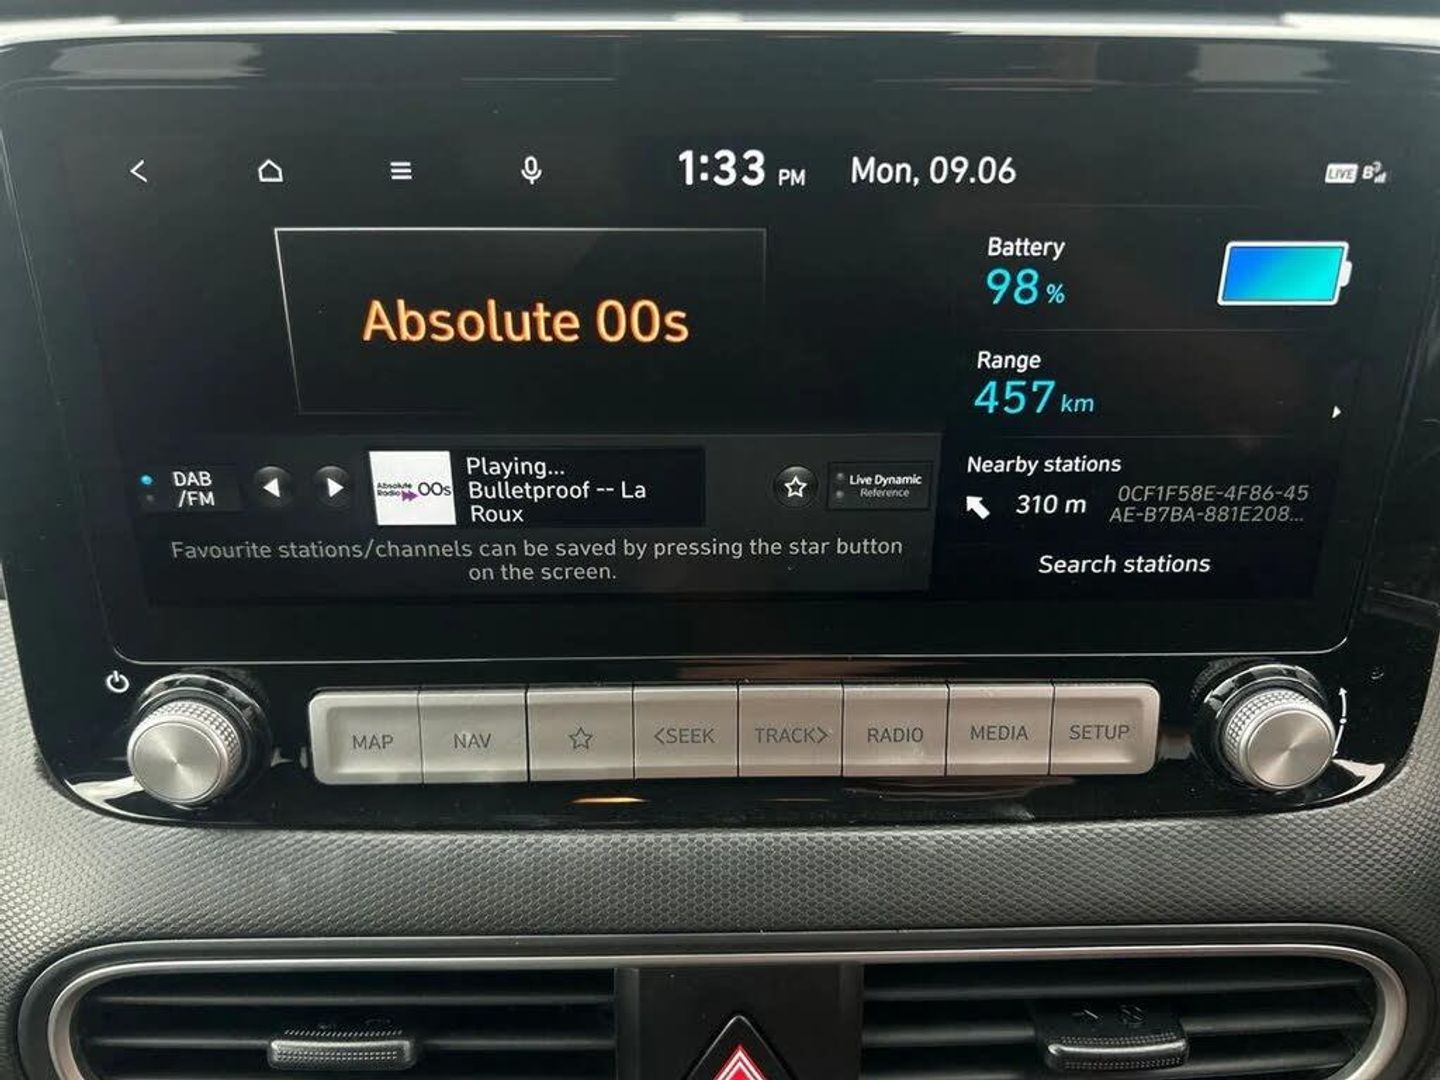 1:33 PM Mon, 09.06 LIVE
Absolute 00s
Battery
98 %
Range
457 km
DAB
/FM
Absolute
Radio 00s
Playing...
Bulletproof -- La
Roux
Live Dynamic
Reference
Favourite stations/channels can be saved by pressing the star button
on the screen.
Nearby stations
310 m
0CF1F58E-4F86-45
AE-B7BA-881E208...
Search stations
MAP NAV <SEEK TRACK> RADIO MEDIA SETUP